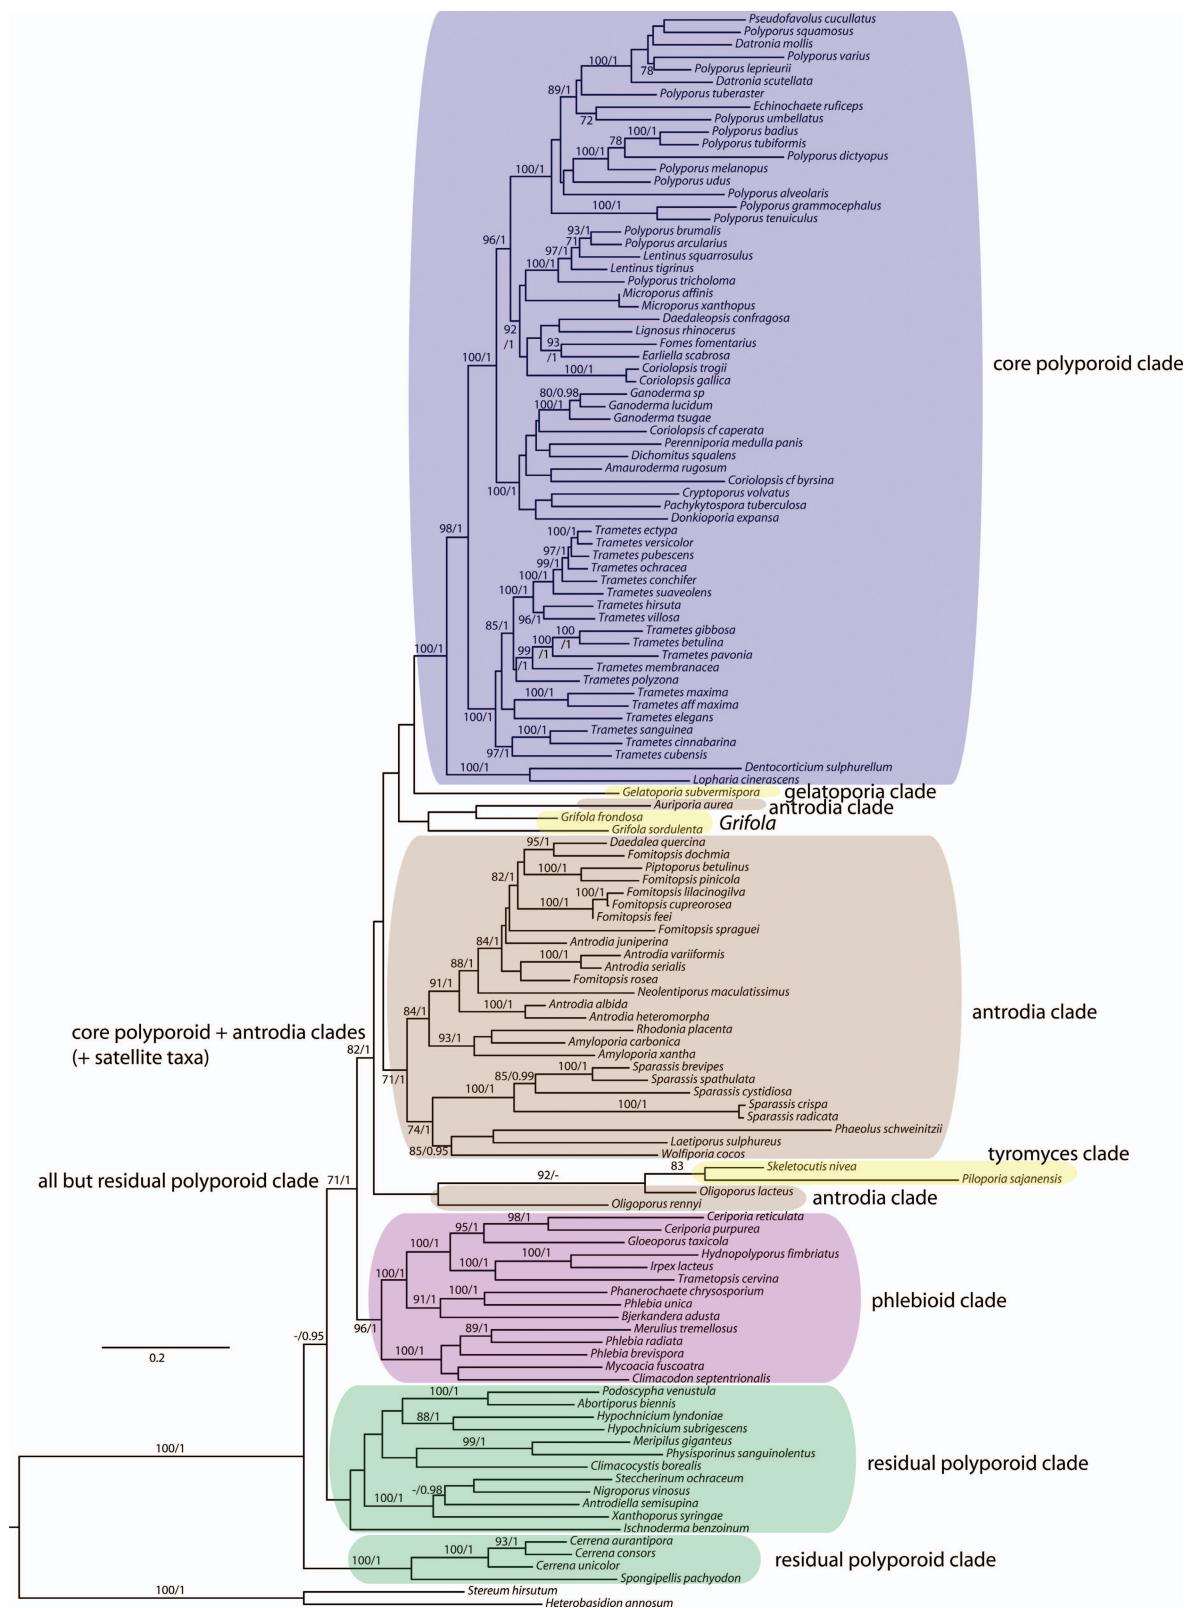 Pseudofavolus cucullatus
Polyporus squamosus
Datronia mollis
Polyporus varius
100/1
78
Polyporus leprieurii
Datronia scutellata
89/1
Polyporus tuberaster
Echinochaete ruficeps
72
Polyporus umbellatus
100/1
Polyporus badius
78
Polyporus tubiformis
100/1
Polyporus dictyopus
100/1
Polyporus melanopus
Polyporus udus
Polyporus alveolaris
100/1
Polyporus grammocephalus
Polyporus tenuiculus
93/1
Polyporus brumalis
96/1
71
Polyporus arcularius
97/1
Lentinus squarrosulus
100/1
Lentinus tigrinus
Polyporus tricholoma
Microporus affinis
Microporus xanthopus
Daedaleopsis confragosa
92
/1
Lignosus rhinocerus
93
/1
Fomes fomentarius
100/1
Earliella scabrosa
core polyporoid clade
100/1
Coriolopsis trogii
Coriolopsis gallica
80/0.98
Ganoderma sp
100/1
Ganoderma lucidum
Ganoderma tsugae
Coriolopsis cf caperata
Perenniporia medulla panis
Dichomitus squalens
Amauroderma rugosum
Coriolopsis cf byrsina
100/1
Cryptoporus volvatus
Pachykytospora tuberculosa
Donkioporia expansa
98/1
100/1
Trametes ectypa
Trametes versicolor
97/1
Trametes pubescens
99/1
Trametes ochracea
100/1
Trametes conchifer
100/1
Trametes suaveolens
Trametes hirsuta
96/1
Trametes villosa
85/1
100
/1
Trametes gibbosa
100
/1
Trametes betulina
99
/1
Trametes pavonia
100/1
Trametes membranacea
Trametes polyzona
100/1
Trametes maxima
Trametes aff maxima
100/1
Trametes elegans
100/1
Trametes sanguinea
Trametes cinnabarina
97/1
Trametes cubensis
100/1
Dentocorticium sulphurellum
Lopharia cinerascens
Gelatoporia subvermispora
gelatoporia clade
Auriporia aurea
antrodia clade
Grifola frondosa
Grifola
Grifola sordulenta
95/1
Daedalea quercina
Fomitopsis dochmia
100/1
Piptoporus betulinus
82/1
Fomitopsis pinicola
100/1
Fomitopsis lilacinogilva
100/1
Fomitopsis cupreorosea
Fomitopsis feei
Fomitopsis spraguei
84/1
Antrodia juniperina
100/1
Antrodia variiformis
88/1
Antrodia serialis
Fomitopsis rosea
91/1
Neolentiporus maculatissimus
100/1
Antrodia albida
84/1
Antrodia heteromorpha
antrodia clade
Rhodonia placenta
core polyporoid + antrodia clades
(+ satellite taxa)
93/1
Amyloporia carbonica
82/1
Amyloporia xantha
100/1
Sparassis brevipes
71/1
85/0.99
Sparassis spathulata
100/1
Sparassis cystidiosa
100/1
Sparassis crispa
Sparassis radicata
74/1
Phaeolus schweinitzii
Laetiporus sulphureus
85/0.95
Wolfiporia cocos
tyromyces clade
83
Skeletocutis nivea
all but residual polyporoid clade
71/1
92/-
Piloporia sajanensis
Oligoporus lacteus
antrodia clade
Oligoporus rennyi
98/1
Ceriporia reticulata
95/1
Ceriporia purpurea
100/1
Gloeoporus taxicola
100/1
Hydnopolyporus fimbriatus
100/1
Irpex lacteus
100/1
Trametopsis cervina
100/1
Phanerochaete chrysosporium
phlebioid clade
91/1
Phlebia unica
Bjerkandera adusta
96/1
89/1
Merulius tremellosus
-/0.95
Phlebia radiata
100/1
Phlebia brevispora
0.2
Mycoacia fuscoatra
Climacodon septentrionalis
100/1
Podoscypha venustula
Abortiporus biennis
88/1
Hypochnicium lyndoniae
Hypochnicium subrigescens
99/1
Meripilus giganteus
100/1
Physisporinus sanguinolentus
residual polyporoid clade
Climacocystis borealis
Steccherinum ochraceum
-/0.98
Nigroporus vinosus
100/1
Antrodiella semisupina
Xanthoporus syringae
Ischnoderma benzoinum
93/1
Cerrena aurantipora
100/1
Cerrena consors
residual polyporoid clade
100/1
Cerrena unicolor
Spongipellis pachyodon
100/1
Stereum hirsutum
Heterobasidion annosum